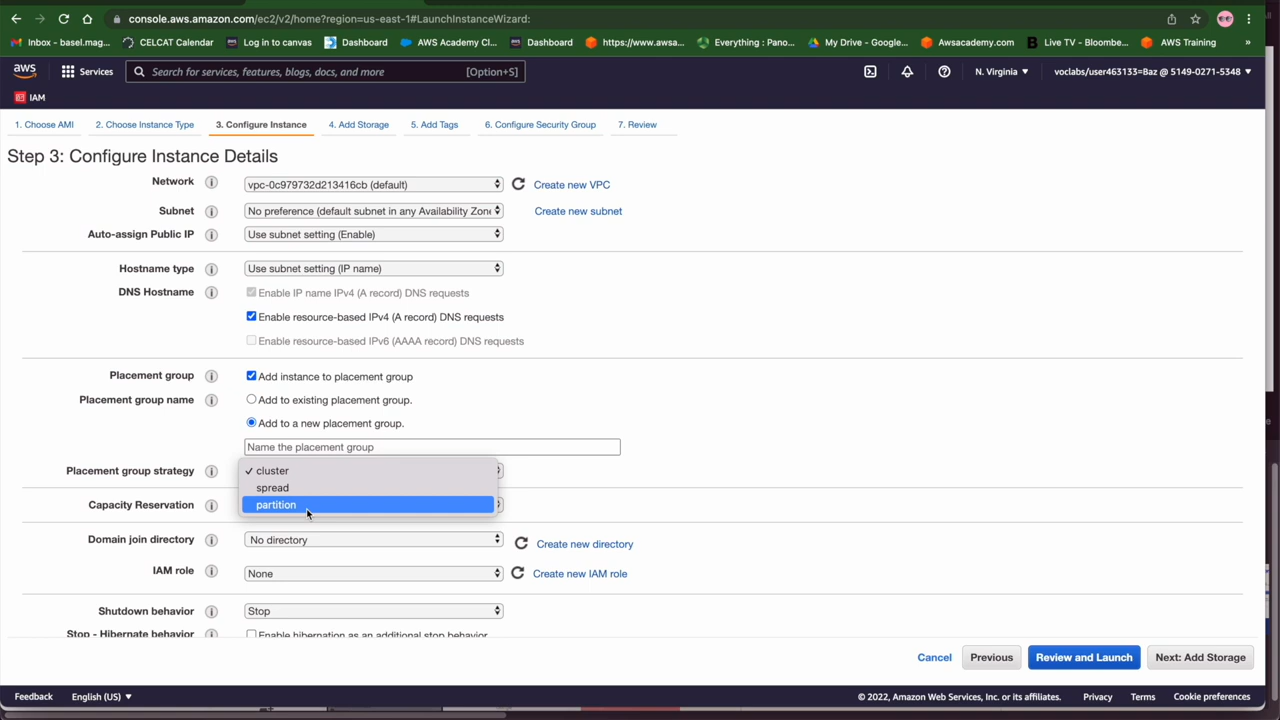 console.aws.amazon.com/ec2/v2/home?region=us-east-1#LaunchInstanceWizard:
Inbox - basel.mag... CELCAT Calendar Log in to canvas Dashboard AWS Academy Cl... Dashboard https://www.awsa... Everything : Pano... My Drive - Google... Awsacademy.com Live TV - Bloombe... AWS Training »
aws Services Search for services, features, blogs, docs, and more [Option+S] N. Virginia voclabs/user463133=Baz @ 5149-0271-5348
IAM
1. Choose AMI 2. Choose Instance Type 3. Configure Instance 4. Add Storage 5. Add Tags 6. Configure Security Group 7. Review
Step 3: Configure Instance Details
Network vpc-0c979732d213416cb (default) Create new VPC
Subnet No preference (default subnet in any Availability Zone Create new subnet
Auto-assign Public IP Use subnet setting (Enable)
Hostname type Use subnet setting (IP name)
DNS Hostname Enable IP name IPv4 (A record) DNS requests
Enable resource-based IPv4 (A record) DNS requests
Enable resource-based IPv6 (AAAA record) DNS requests
Placement group Add instance to placement group
Placement group name Add to existing placement group.
Add to a new placement group.
Name the placement group
Placement group strategy ✓ cluster
spread
Capacity Reservation partition
Domain join directory No directory Create new directory
IAM role None Create new IAM role
Shutdown behavior Stop
Stop - Hibernate behavior Enable hibernation as an additional stop behavior
Cancel Previous Review and Launch Next: Add Storage
Feedback English (US) © 2022, Amazon Web Services, Inc. or its affiliates. Privacy Terms Cookie preferences